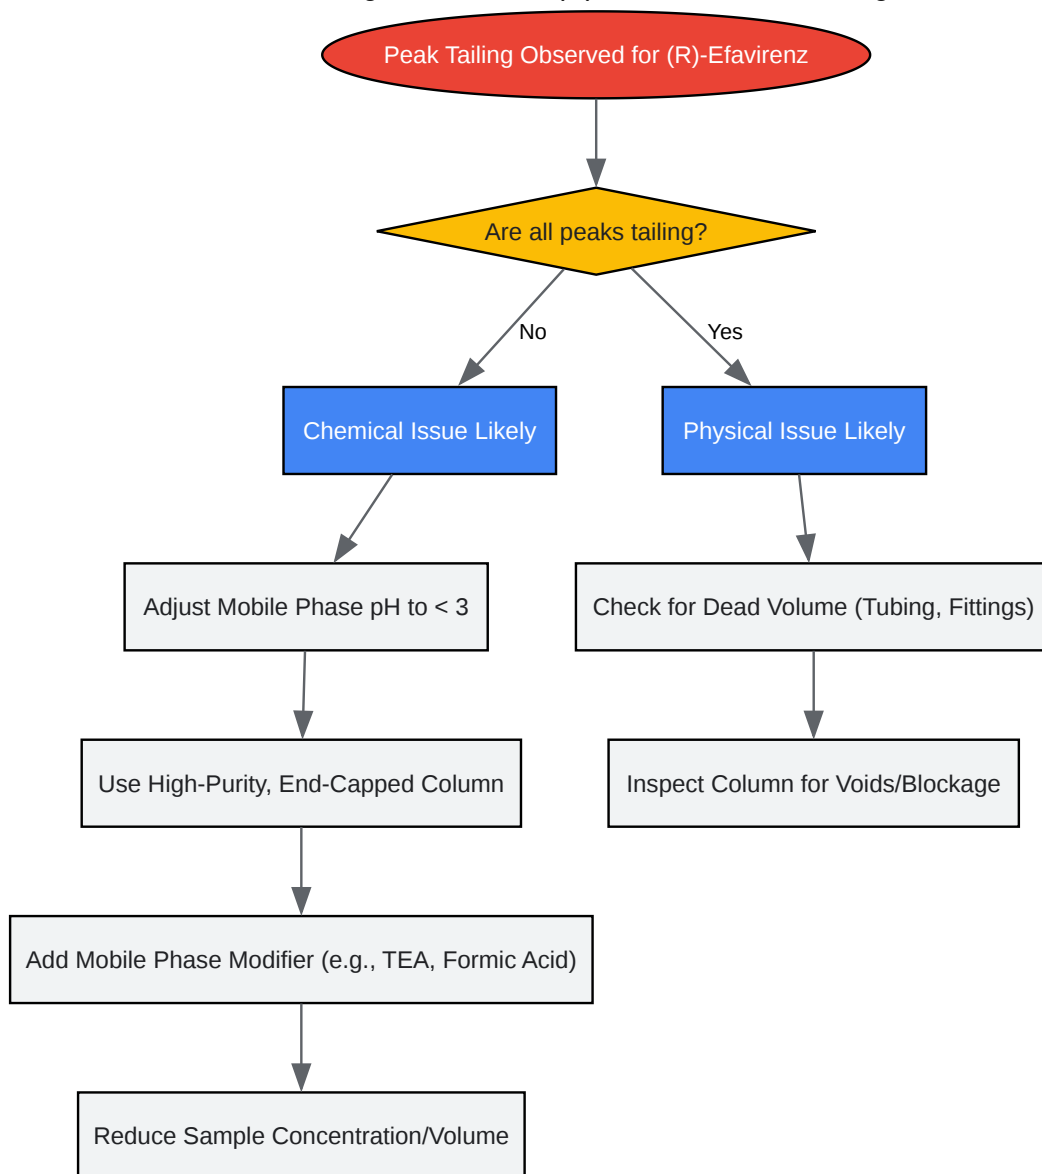 Peak Tailing Observed for (R)-Efavirenz
Are all peaks tailing?
No
Yes
Chemical Issue Likely
Physical Issue Likely
Adjust Mobile Phase pH to < 3
Check for Dead Volume (Tubing, Fittings)
Use High-Purity, End-Capped Column
Inspect Column for Voids/Blockage
Add Mobile Phase Modifier (e.g., TEA, Formic Acid)
Reduce Sample Concentration/Volume